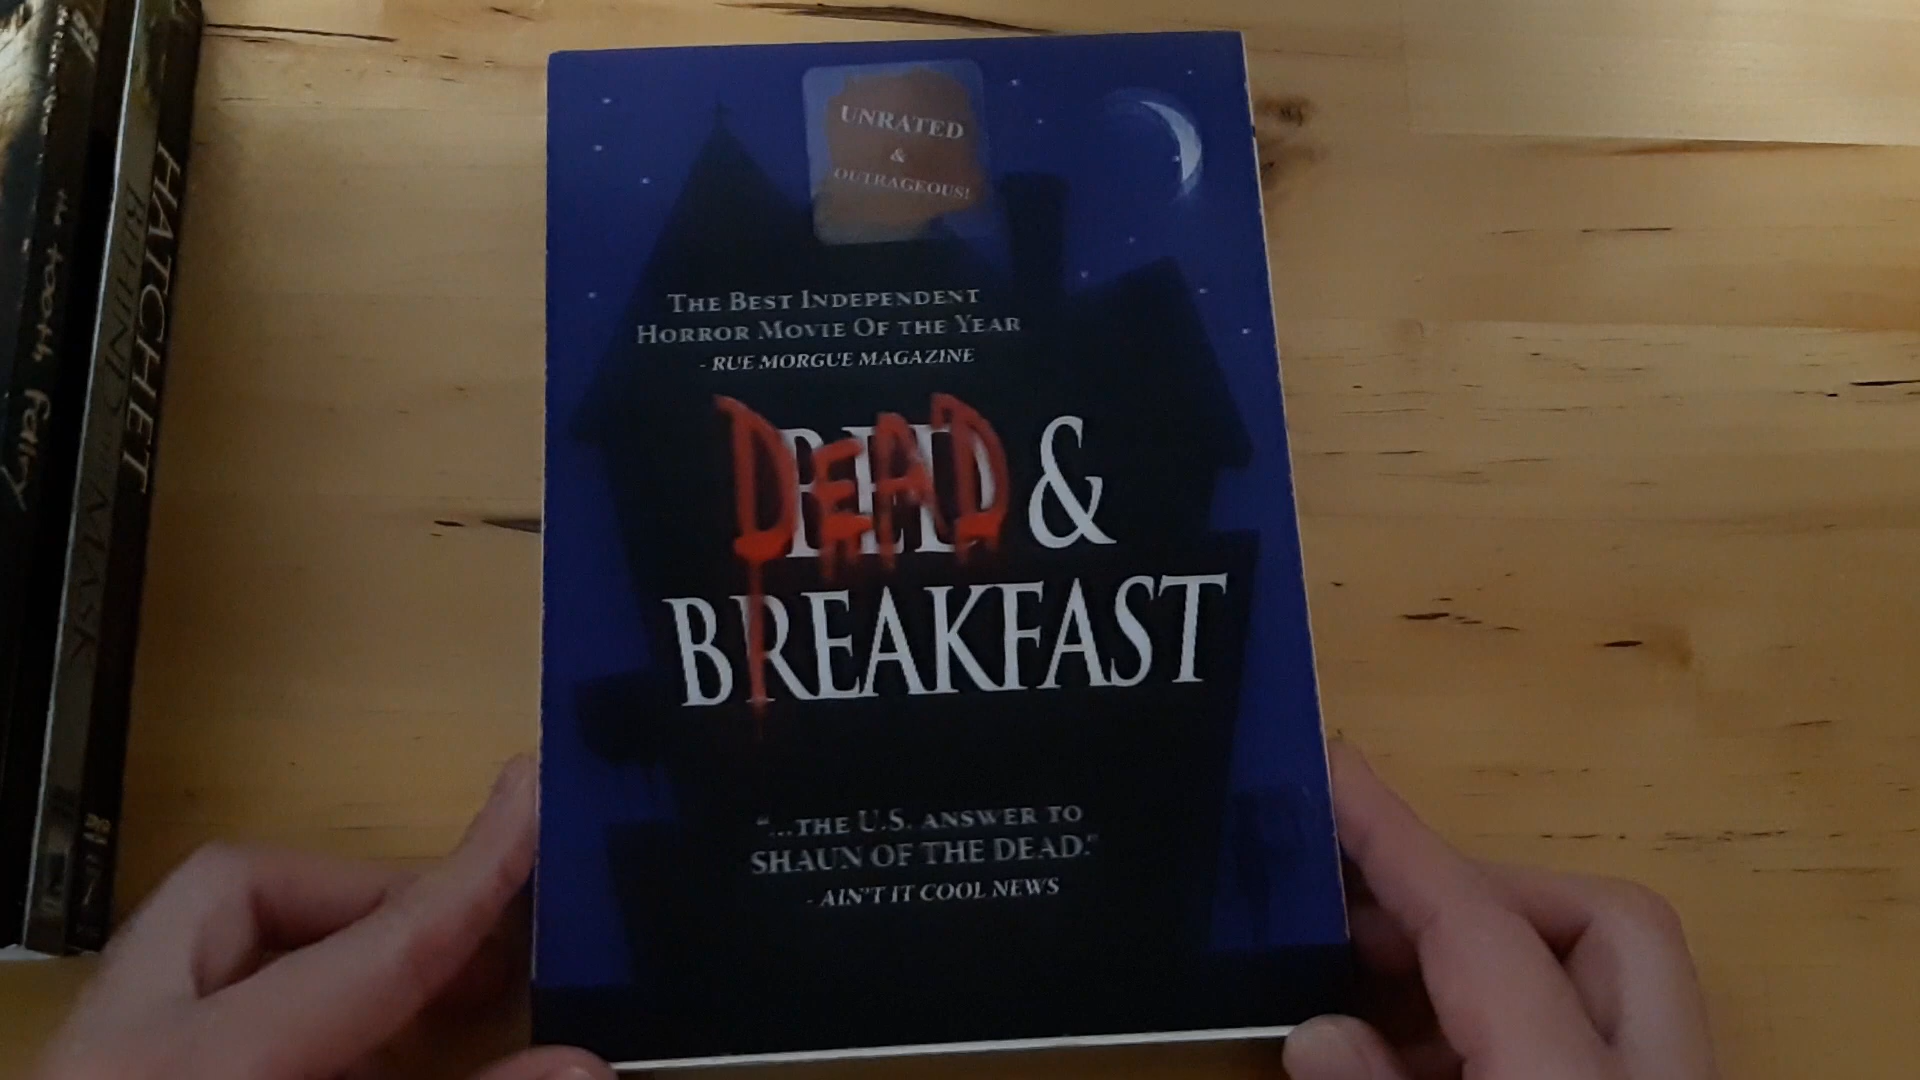 the tooth fairy
BEHIND THE MASK
HATCHET
UNRATED
&
OUTRAGEOUS!
THE BEST INDEPENDENT
HORROR MOVIE OF THE YEAR
- RUE MORGUE MAGAZINE
DEAD &
BREAKFAST
"...THE U.S. ANSWER TO
SHAUN OF THE DEAD."
- AIN'T IT COOL NEWS